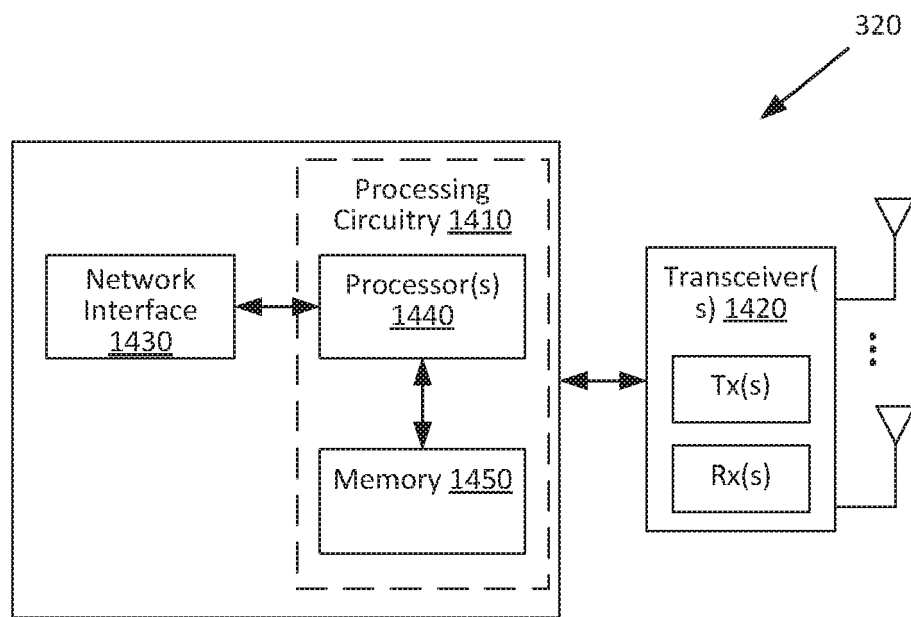 320
Processing
Circuitry 1410
Network
Interface
1430
Processor(s)
1440
Memory 1450
Transceiver(
s) 1420
Tx(s)
Rx(s)